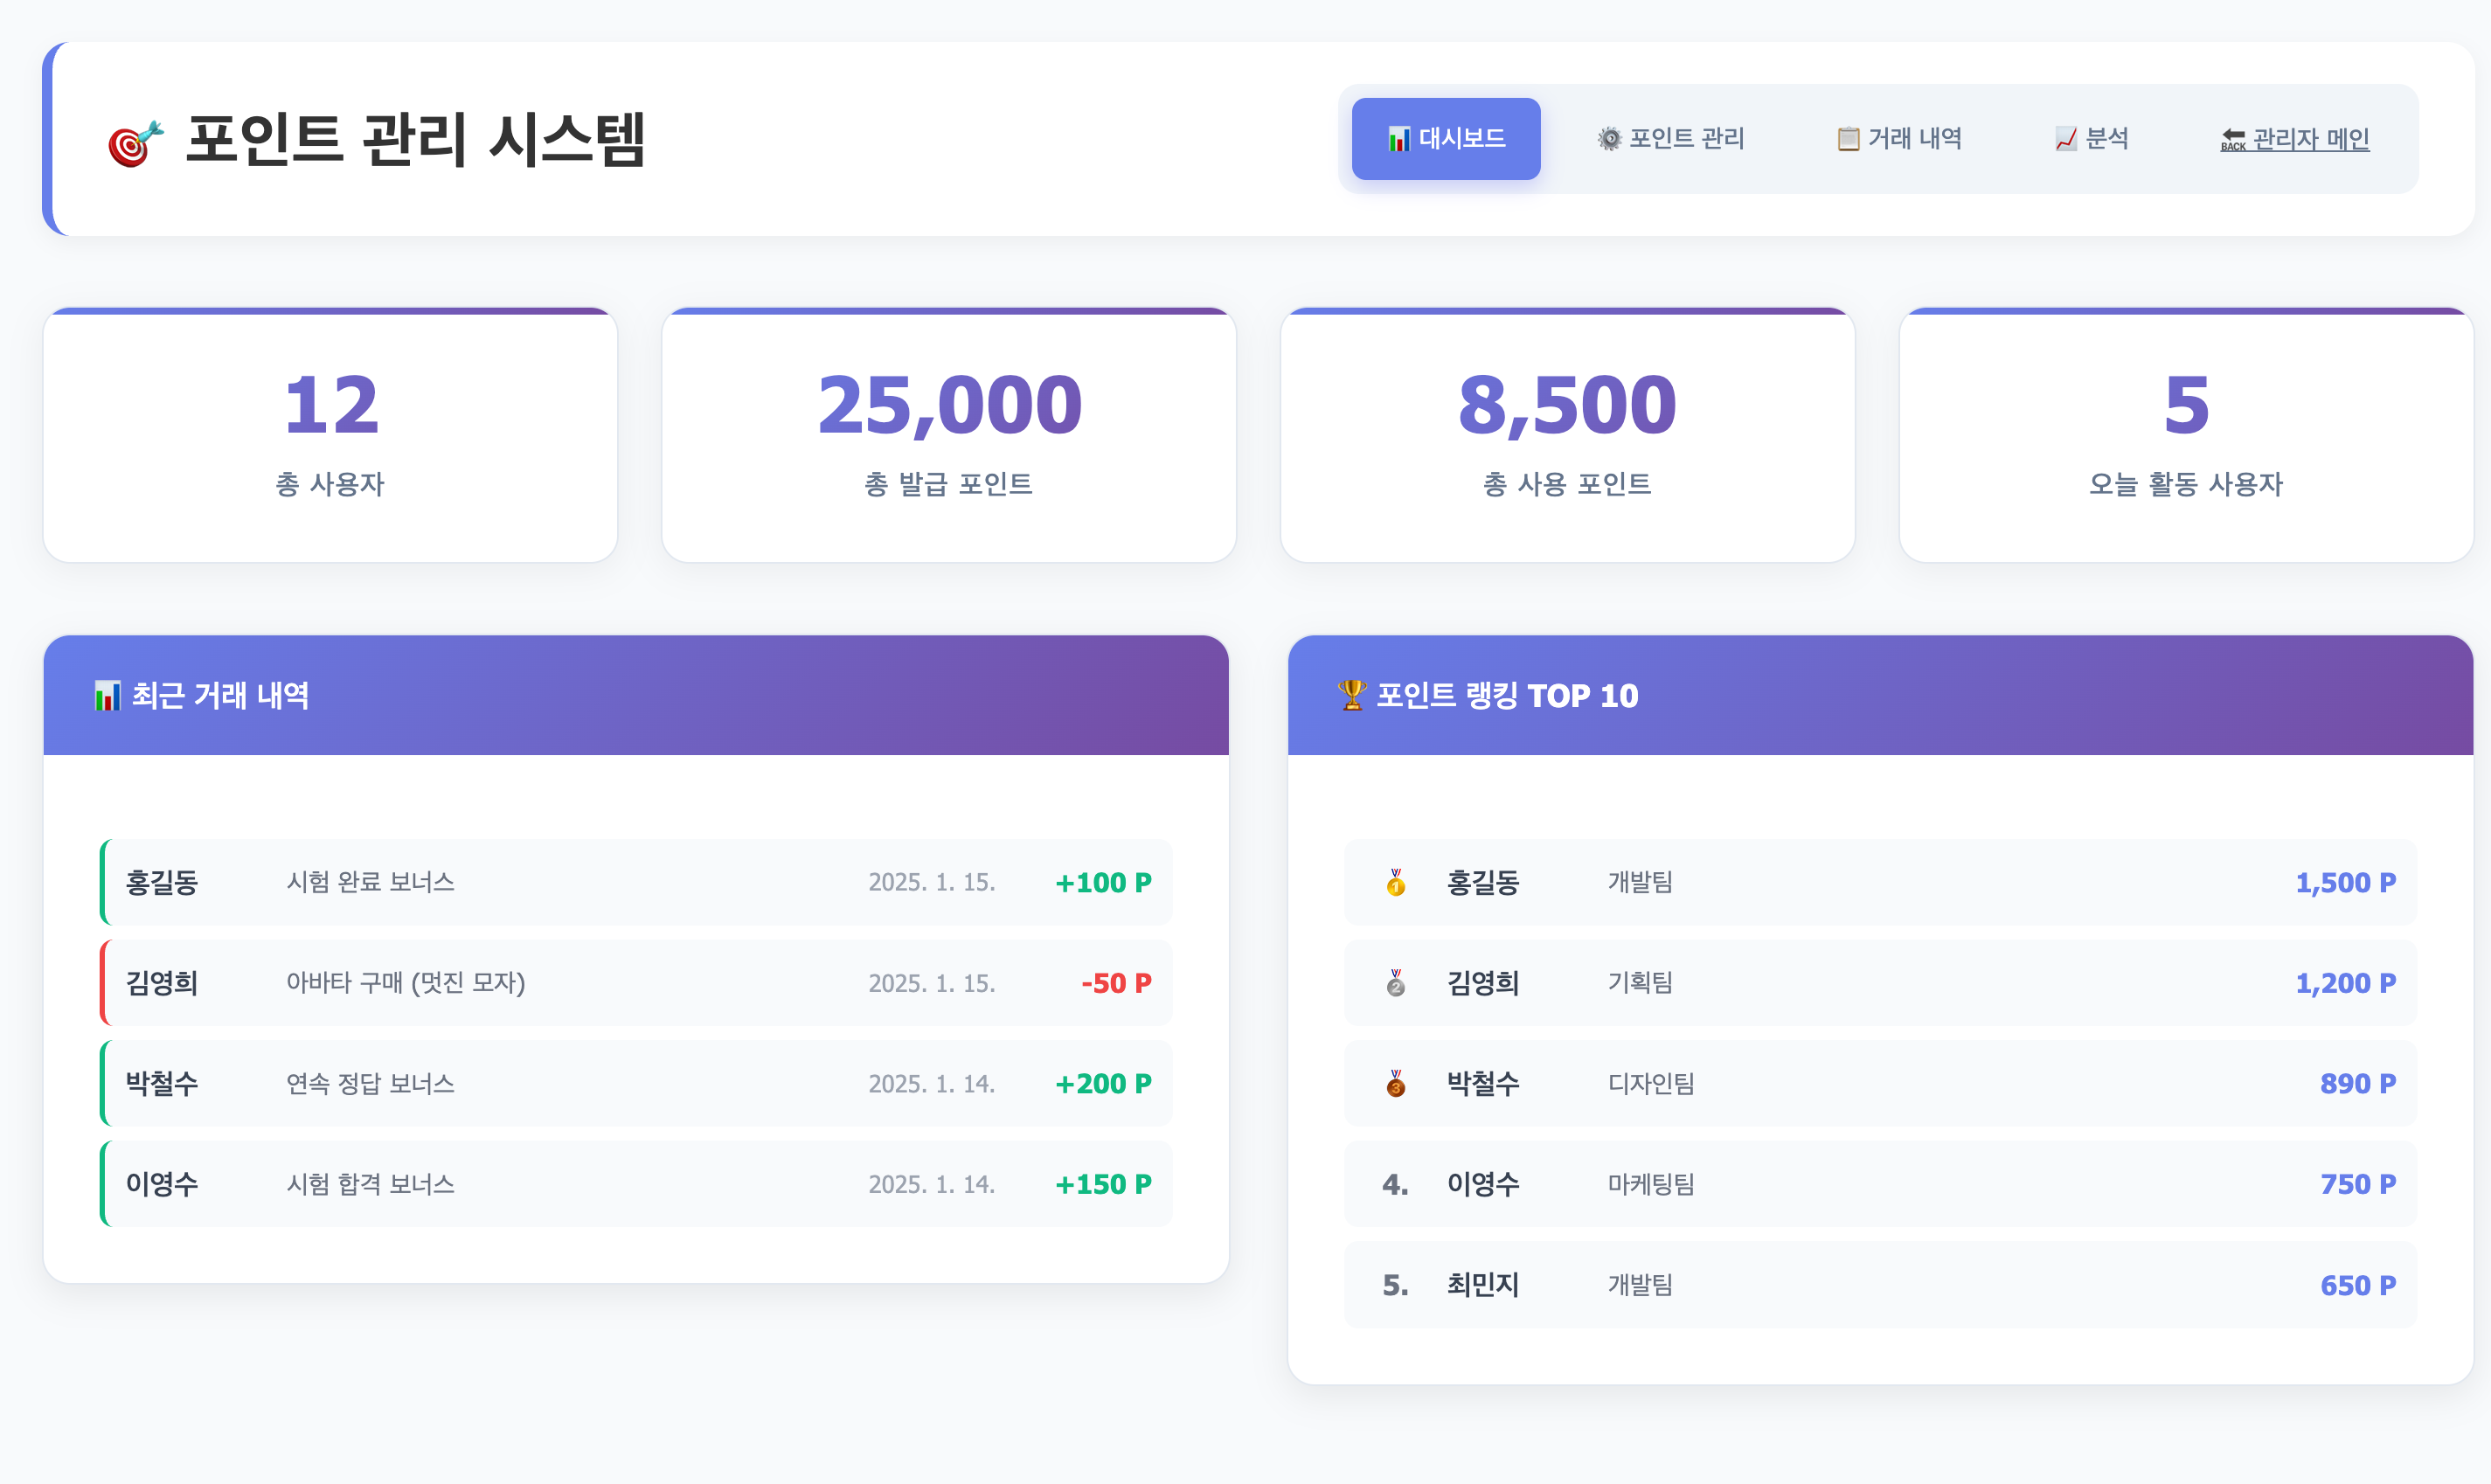 포인트 관리 시스템
대시보드
포인트 관리
거래 내역
분석
BACK 관리자 메인
12
총 사용자
25,000
총 발급 포인트
8,500
총 사용 포인트
5
오늘 활동 사용자
최근 거래 내역
홍길동 시험 완료 보너스 2025. 1. 15. +100 P
김영희 아바타 구매 (멋진 모자) 2025. 1. 15. -50 P
박철수 연속 정답 보너스 2025. 1. 14. +200 P
이영수 시험 합격 보너스 2025. 1. 14. +150 P
포인트 랭킹 TOP 10
1 홍길동 개발팀 1,500 P
2 김영희 기획팀 1,200 P
3 박철수 디자인팀 890 P
4. 이영수 마케팅팀 750 P
5. 최민지 개발팀 650 P